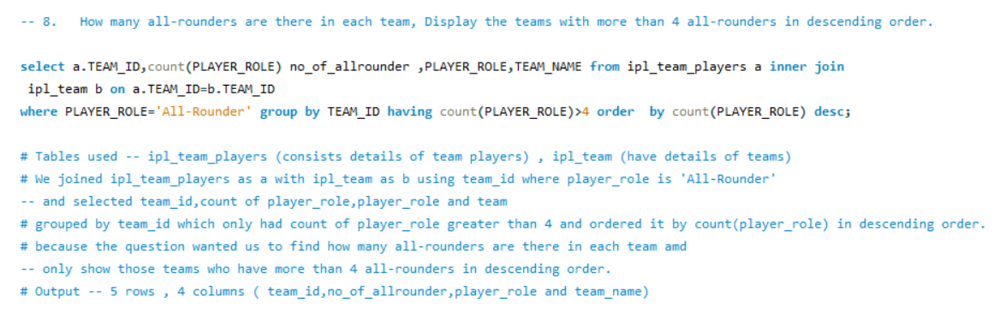 -- 8.   How many all-rounders are there in each team, Display the teams with more than 4 all-rounders in descending order.
select a.TEAM_ID,count(PLAYER_ROLE) no_of_allrounder ,PLAYER_ROLE,TEAM_NAME from ipl_team_players a inner join
ipl_team b on a.TEAM_ID=b.TEAM_ID
where PLAYER_ROLE='All-Rounder' group by TEAM_ID having count(PLAYER_ROLE)>4 order  by count(PLAYER_ROLE) desc;
# Tables used -- ipl_team_players (consists details of team players) , ipl_team (have details of teams)
# We joined ipl_team_players as a with ipl_team as b using team_id where player_role is 'All-Rounder'
-- and selected team_id,count of player_role,player_role and team
# grouped by team_id which only had count of player_role greater than 4 and ordered it by count(player_role) in descending order.
# because the question wanted us to find how many all-rounders are there in each team amd
-- only show those teams who have more than 4 all-rounders in descending order.
# Output -- 5 rows , 4 columns ( team_id,no_of_allrounder,player_role and team_name)